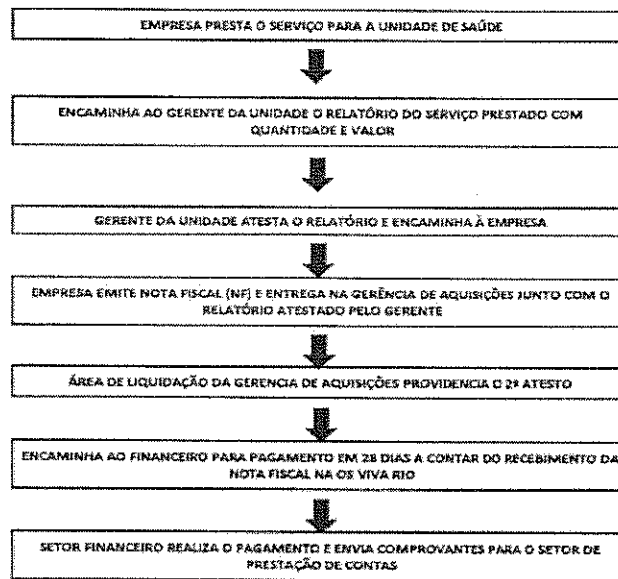 EMPRESA PRESTA O SERVIÇO PARA A UNIDADE DE SAÚDE
ENCAMINHA AO GERENTE DA UNIDADE O RELATÓRIO DO SERVIÇO PRESTADO COM
QUANTIDADE E VALOR
GERENTE DA UNIDADE ATESTA O RELATÓRIO E ENCAMINHA À EMPRESA
EMPRESA EMITE NOTA FISCAL (NF) E ENTREGA NA GERÊNCIA DE AQUISIÇÕES JUNTO COM O
RELATÓRIO ATESTADO PELO GERENTE
ÁREA DE LIQUIDAÇÃO DA GERENCIA DE AQUISIÇÕES PROVIDENCIA O 2º ATESTO
ENCAMINHA AO FINANCEIRO PARA PAGAMENTO EM 28 DIAS A CONTAR DO RECEBIMENTO DA
NOTA FISCAL NA OS VIVA RIO
SETOR FINANCEIRO REALIZA O PAGAMENTO E ENVIA COMPROVANTES PARA O SETOR DE
PRESTAÇÃO DE CONTAS